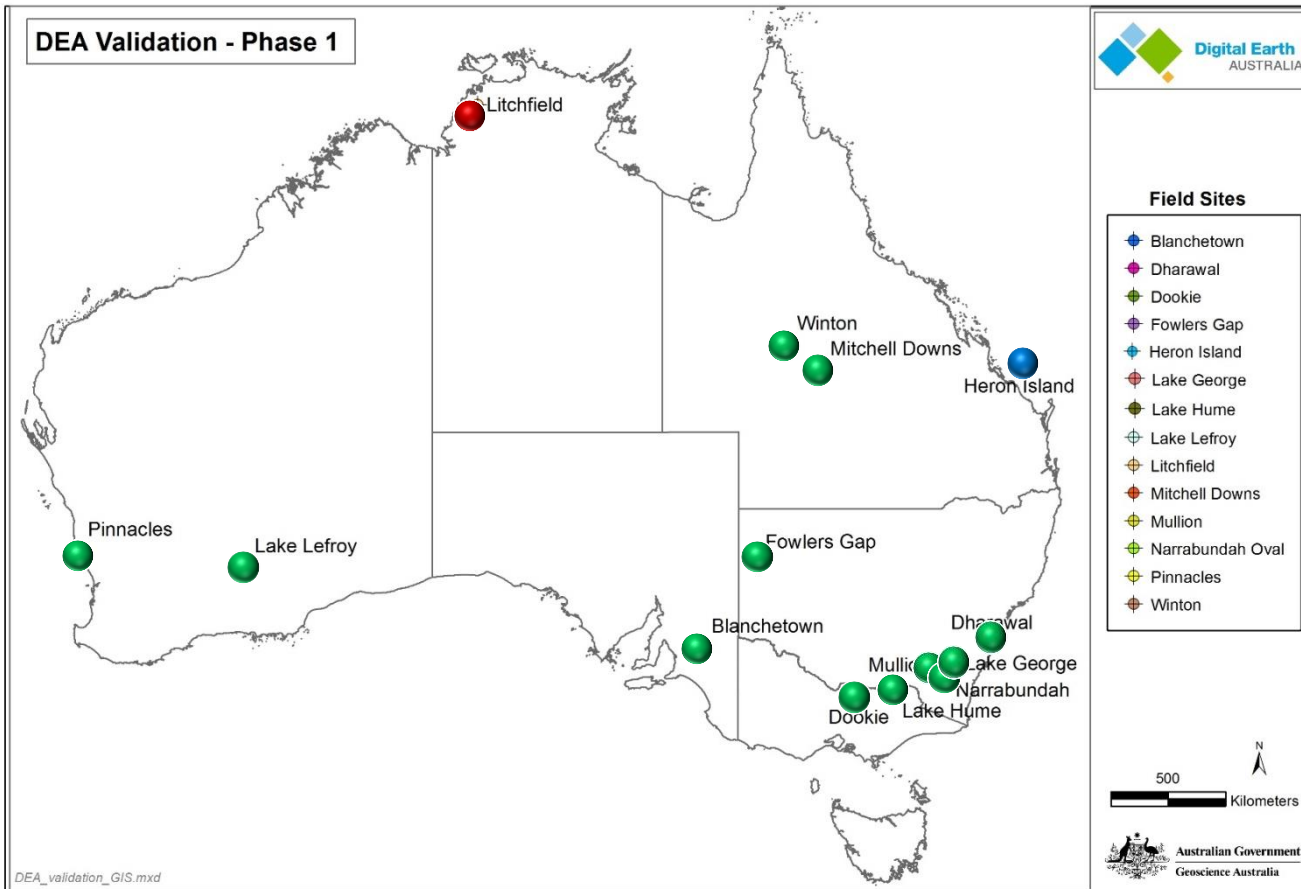 DEA Validation - Phase 1
Digital Earth
AUSTRALIA
Litchfield
Winton
Mitchell Downs
Heron Island
Pinnacles
Lake Lefroy
Fowlers Gap
Blanchetown
Dharawal
Mullion
Lake George
Narrabundah
Lake Hume
Dookie
Field Sites
Blanchetown
Dharawal
Dookie
Fowlers Gap
Heron Island
Lake George
Lake Hume
Lake Lefroy
Litchfield
Mitchell Downs
Mullion
Narrabundah Oval
Pinnacles
Winton
N
500
Kilometers
Australian Government
Geoscience Australia
DEA_validation_GIS.mxd